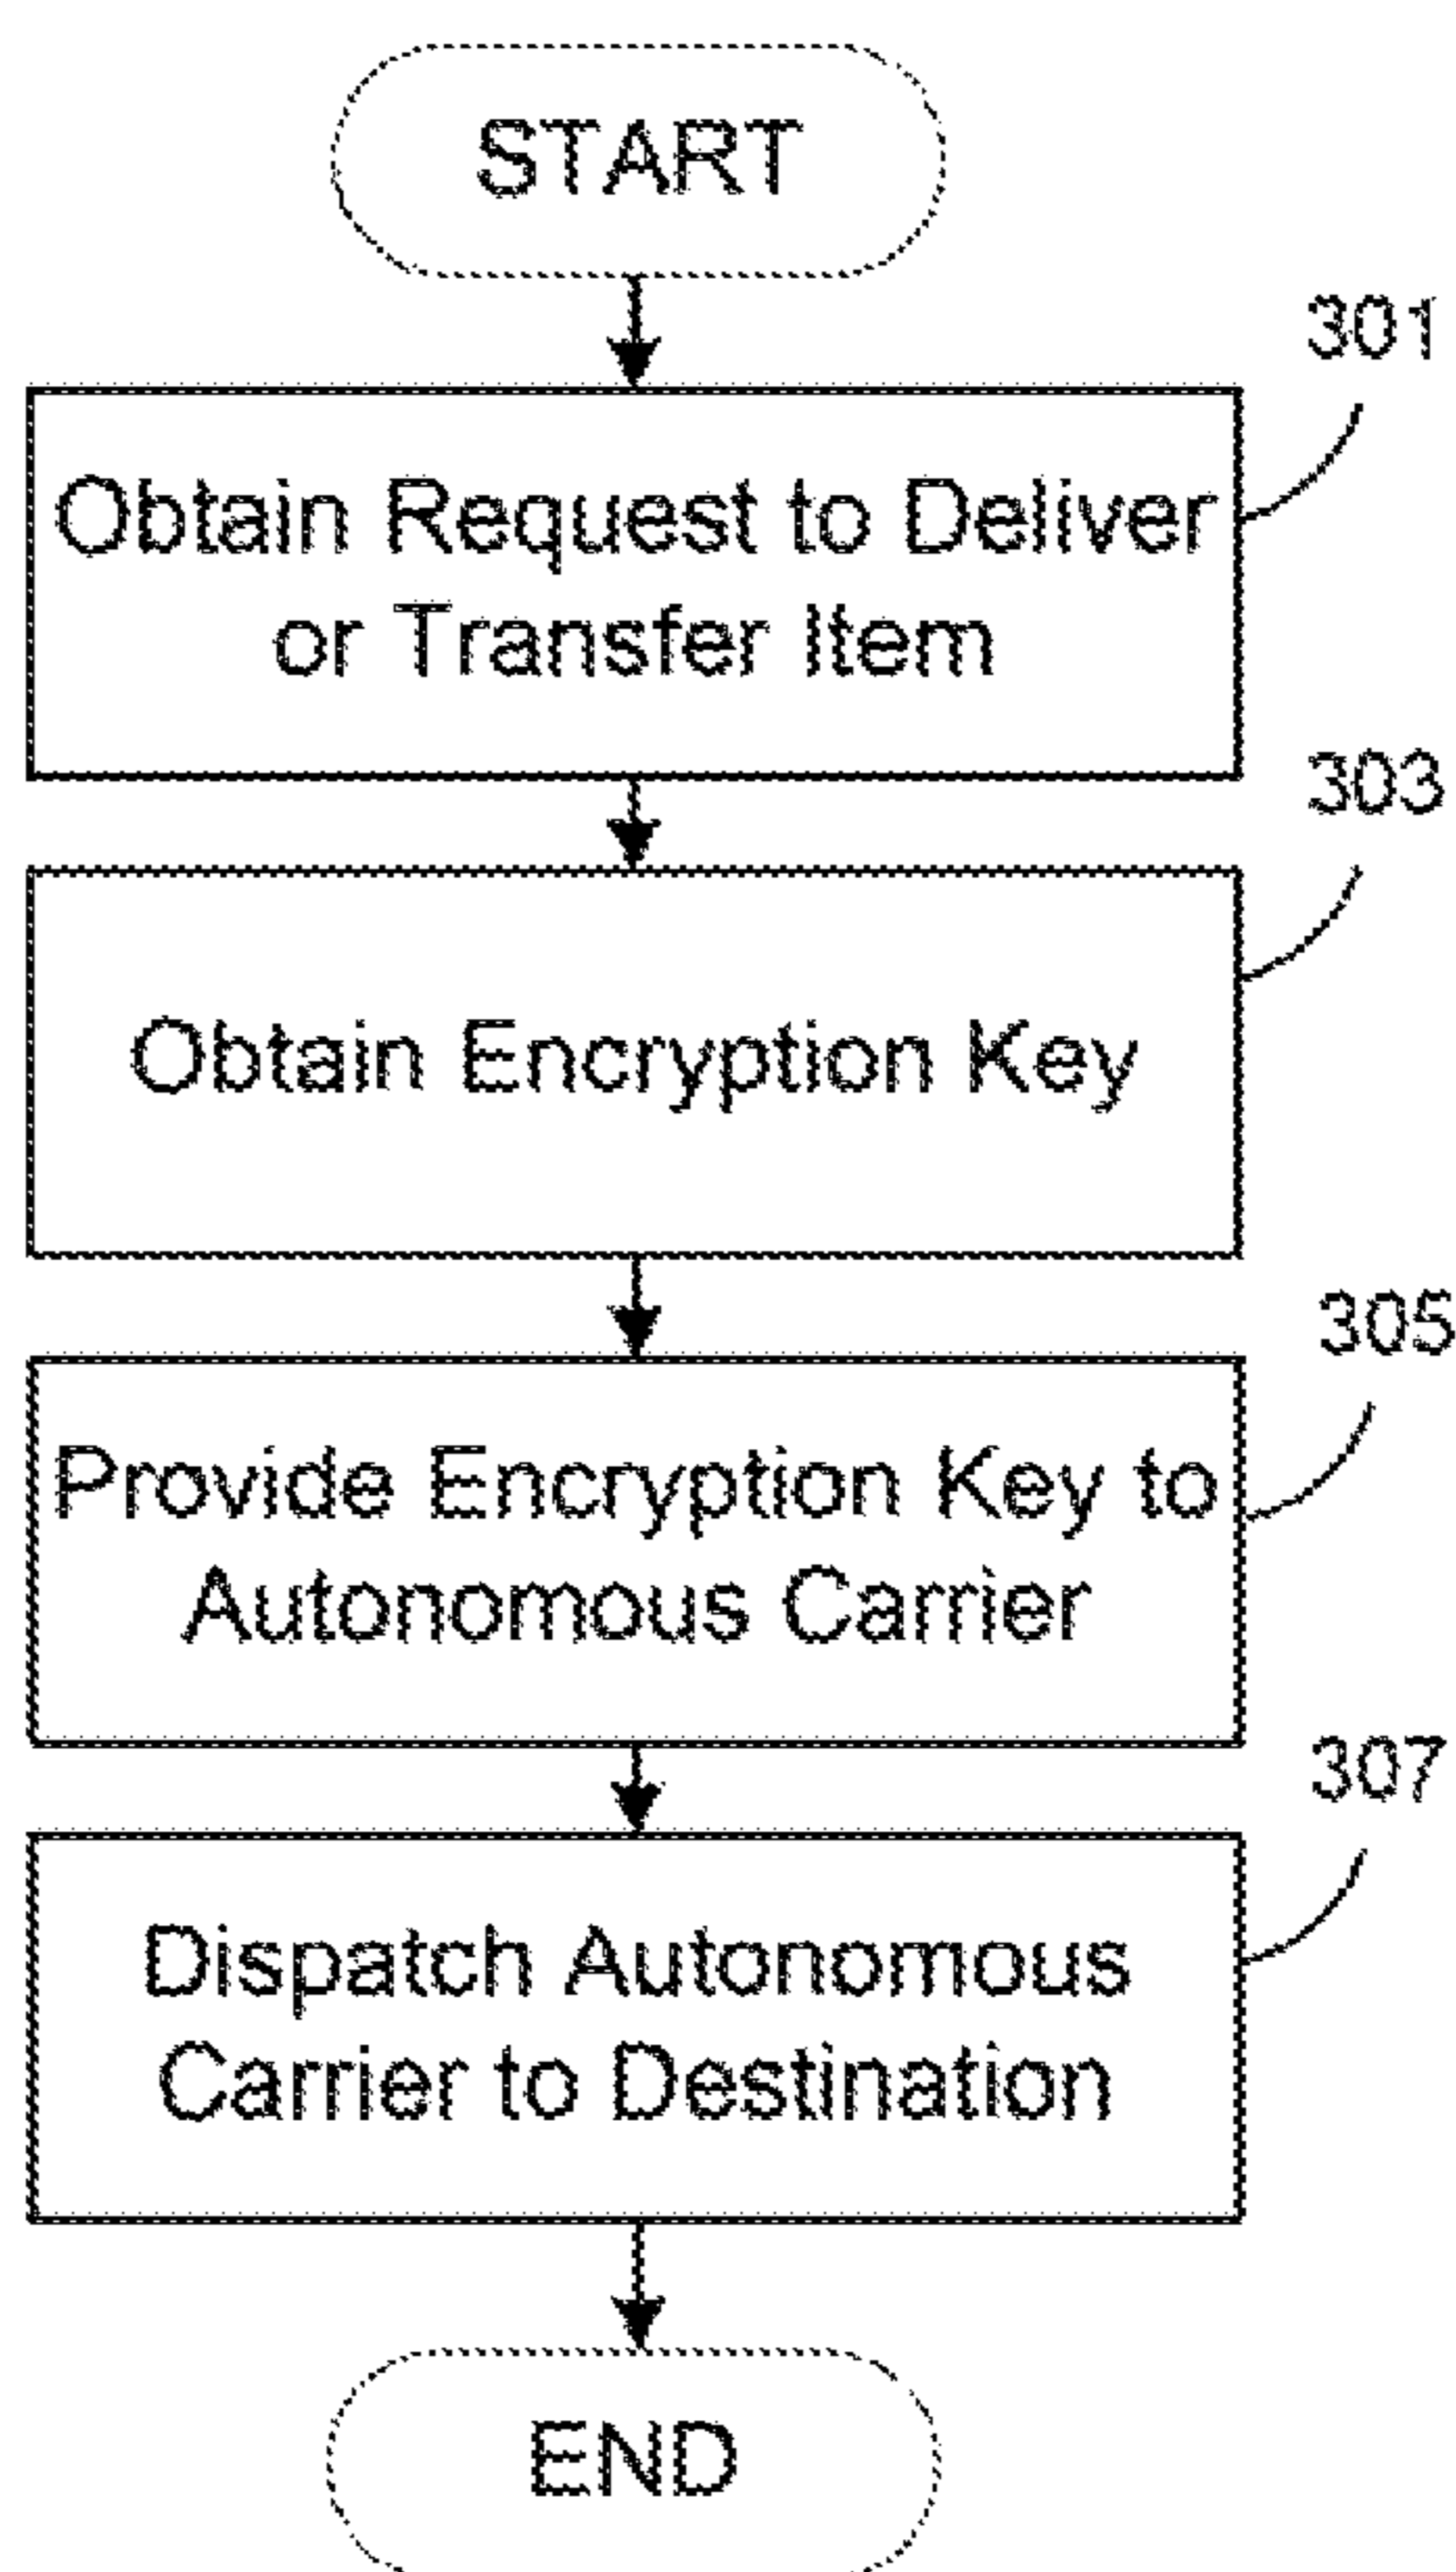 START
301
Obtain Request to Deliver
or Transfer Item
303
Obtain Encryption Key
305
Provide Encryption Key to
Autonomous Carrier
307
Dispatch Autonomous
Carrier to Destination
END